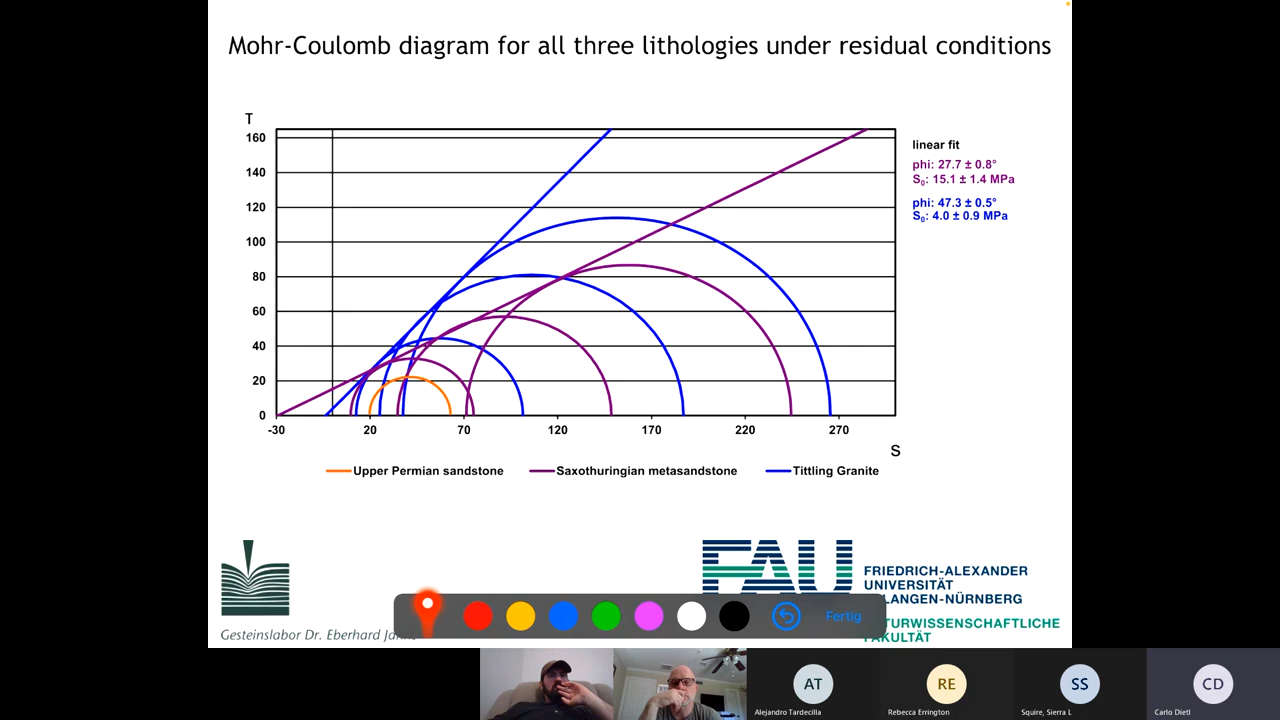 Mohr-Coulomb diagram for all three lithologies under residual conditions
T
160
140
120
100
80
60
40
20
0
-30 20 70 120 170 220 270
S
linear fit
phi: 27.7 ± 0.8°
S₀: 15.1 ± 1.4 MPa
phi: 47.3 ± 0.5°
S₀: 4.0 ± 0.9 MPa
Upper Permian sandstone Saxothuringian metasandstone Tittling Granite
FAU
FRIEDRICH-ALEXANDER
UNIVERSITÄT
LANGEN-NÜRNBERG
TURWISSENSCHAFTLICHE
FAKULTÄT
Gesteinslabor Dr. Eberhard
Fertig
AT RE SS CD
Alejandro Tardecilla Rebecca Errington Squire, Sierra L Carlo Dietl